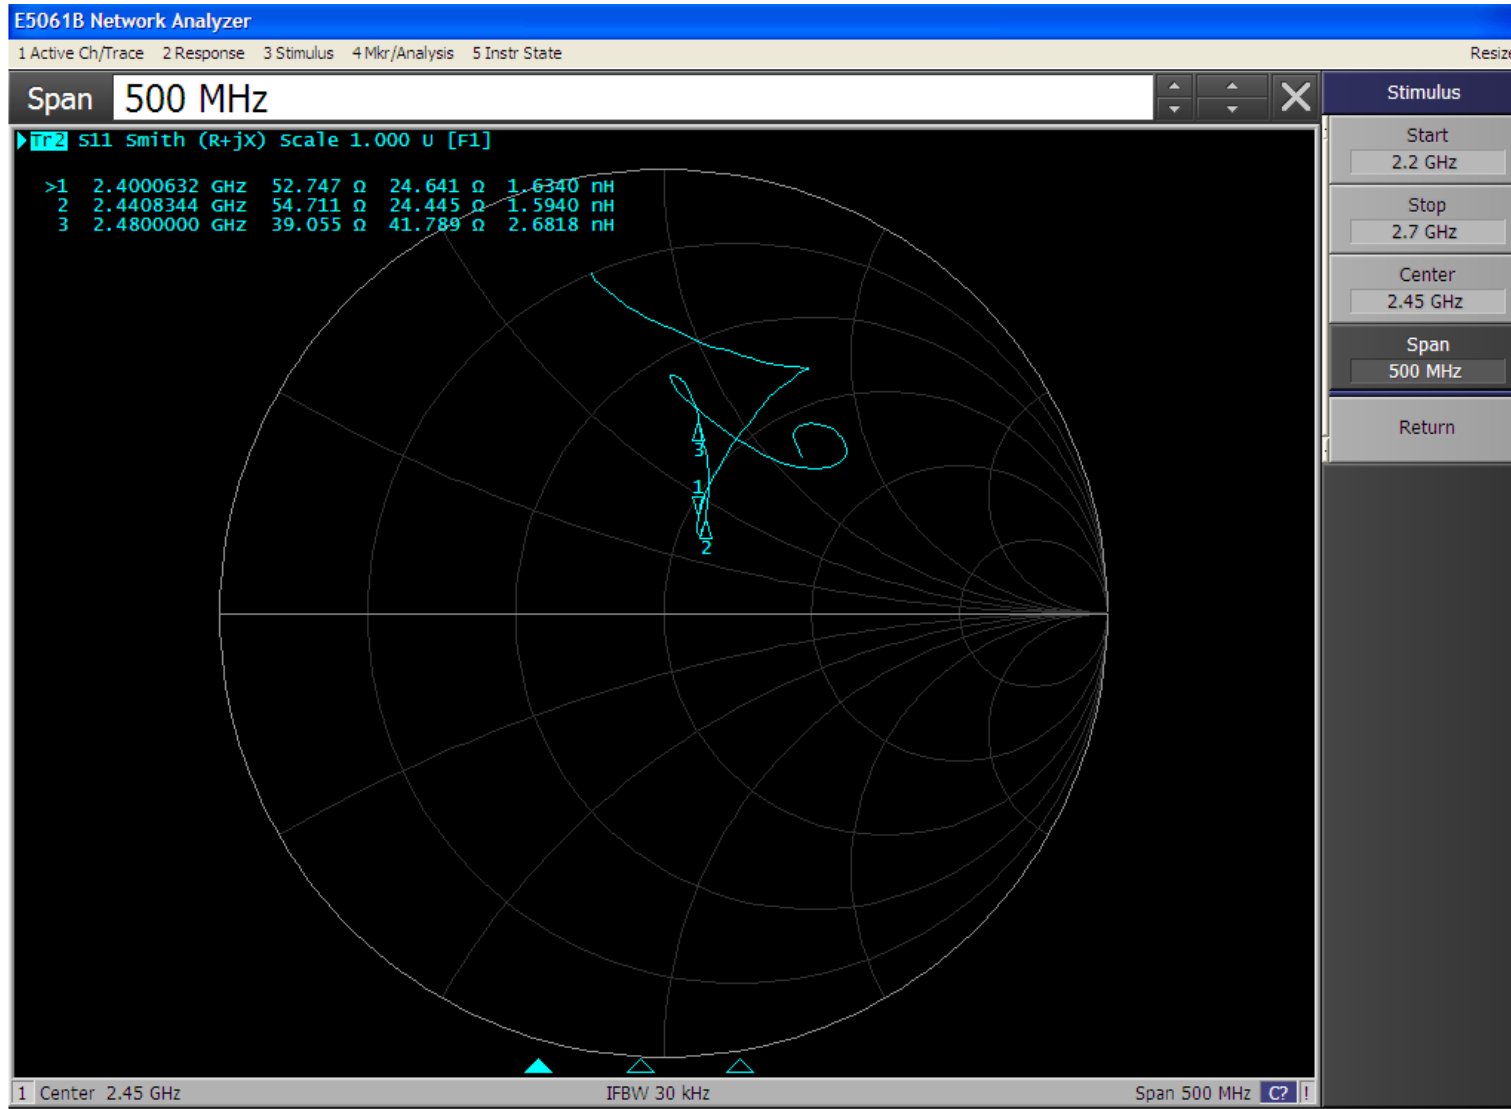 E5061B Network Analyzer
1 Active Ch/Trace 2 Response 3 Stimulus 4 Mkr/Analysis 5 Instr State Resize
Span 500 MHz
Stimulus
Tr2 S11 Smith (R+jX) Scale 1.000 U [F1]
>1 2.4000632 GHz 52.747 Ω 24.641 Ω 1.6340 nH
2 2.4408344 GHz 54.711 Ω 24.445 Ω 1.5940 nH
3 2.4800000 GHz 39.055 Ω 41.789 Ω 2.6818 nH
Start
2.2 GHz
Stop
2.7 GHz
Center
2.45 GHz
Span
500 MHz
Return
3
1
2
1 Center 2.45 GHz IFBW 30 kHz Span 500 MHz C? !